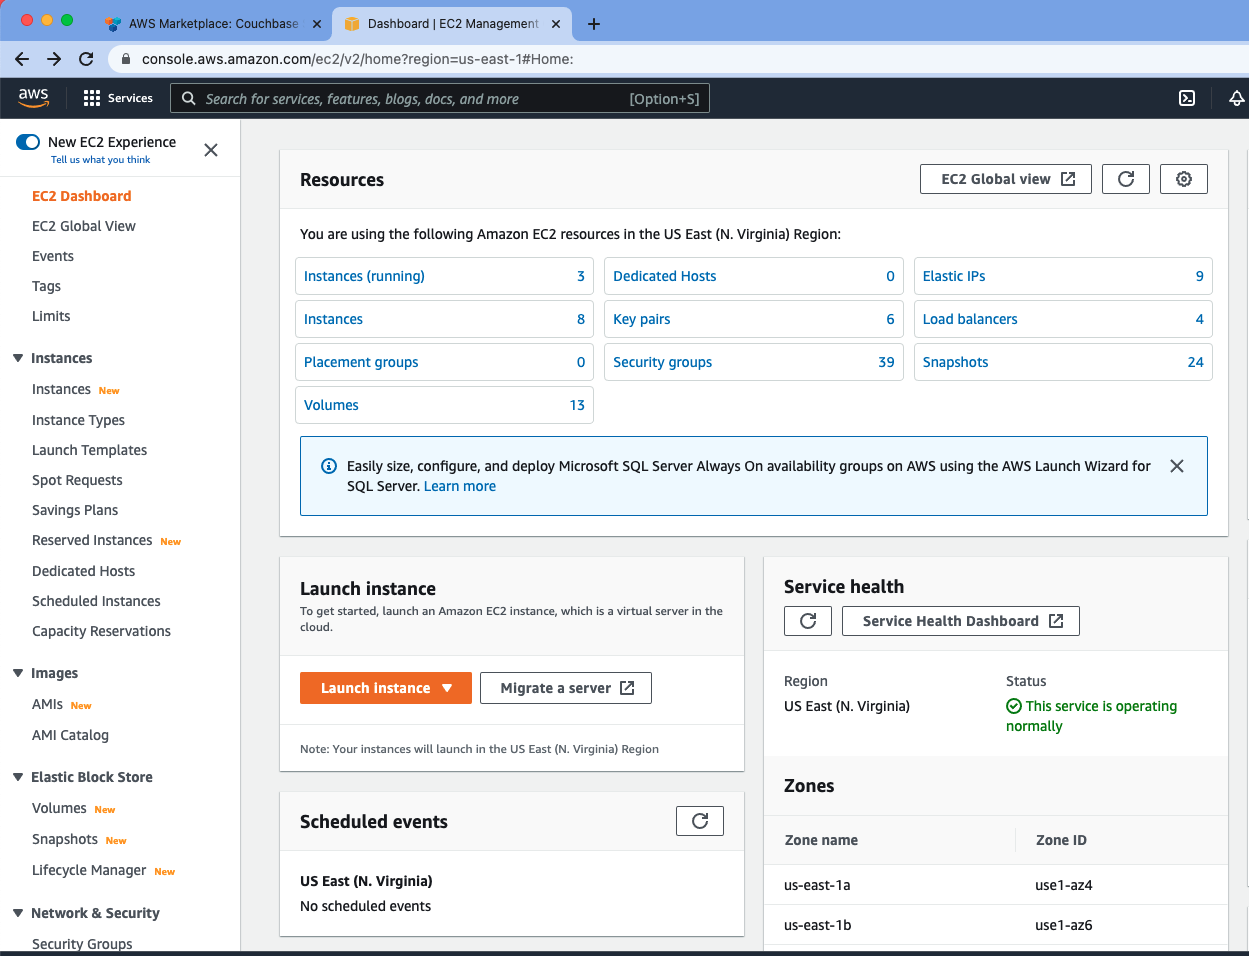 AWS Marketplace: Couchbase
Dashboard | EC2 Management
console.aws.amazon.com/ec2/v2/home?region=us-east-1#Home:
aws
Services
Search for services, features, blogs, docs, and more
[Option+S]
New EC2 Experience
Tell us what you think
EC2 Dashboard
EC2 Global View
Events
Tags
Limits
Instances
Instances New
Instance Types
Launch Templates
Spot Requests
Savings Plans
Reserved Instances New
Dedicated Hosts
Scheduled Instances
Capacity Reservations
Images
AMIs New
AMI Catalog
Elastic Block Store
Volumes New
Snapshots New
Lifecycle Manager New
Network & Security
Security Groups
Resources
EC2 Global view
You are using the following Amazon EC2 resources in the US East (N. Virginia) Region:
Instances (running) 3
Dedicated Hosts 0
Elastic IPs 9
Instances 8
Key pairs 6
Load balancers 4
Placement groups 0
Security groups 39
Snapshots 24
Volumes 13
Easily size, configure, and deploy Microsoft SQL Server Always On availability groups on AWS using the AWS Launch Wizard for
SQL Server. Learn more
Launch instance
To get started, launch an Amazon EC2 instance, which is a virtual server in the
cloud.
Launch instance
Migrate a server
Note: Your instances will launch in the US East (N. Virginia) Region
Scheduled events
US East (N. Virginia)
No scheduled events
Service health
Service Health Dashboard
Region
Status
US East (N. Virginia)
This service is operating
normally
Zones
Zone name
Zone ID
us-east-1a
use1-az4
us-east-1b
use1-az6